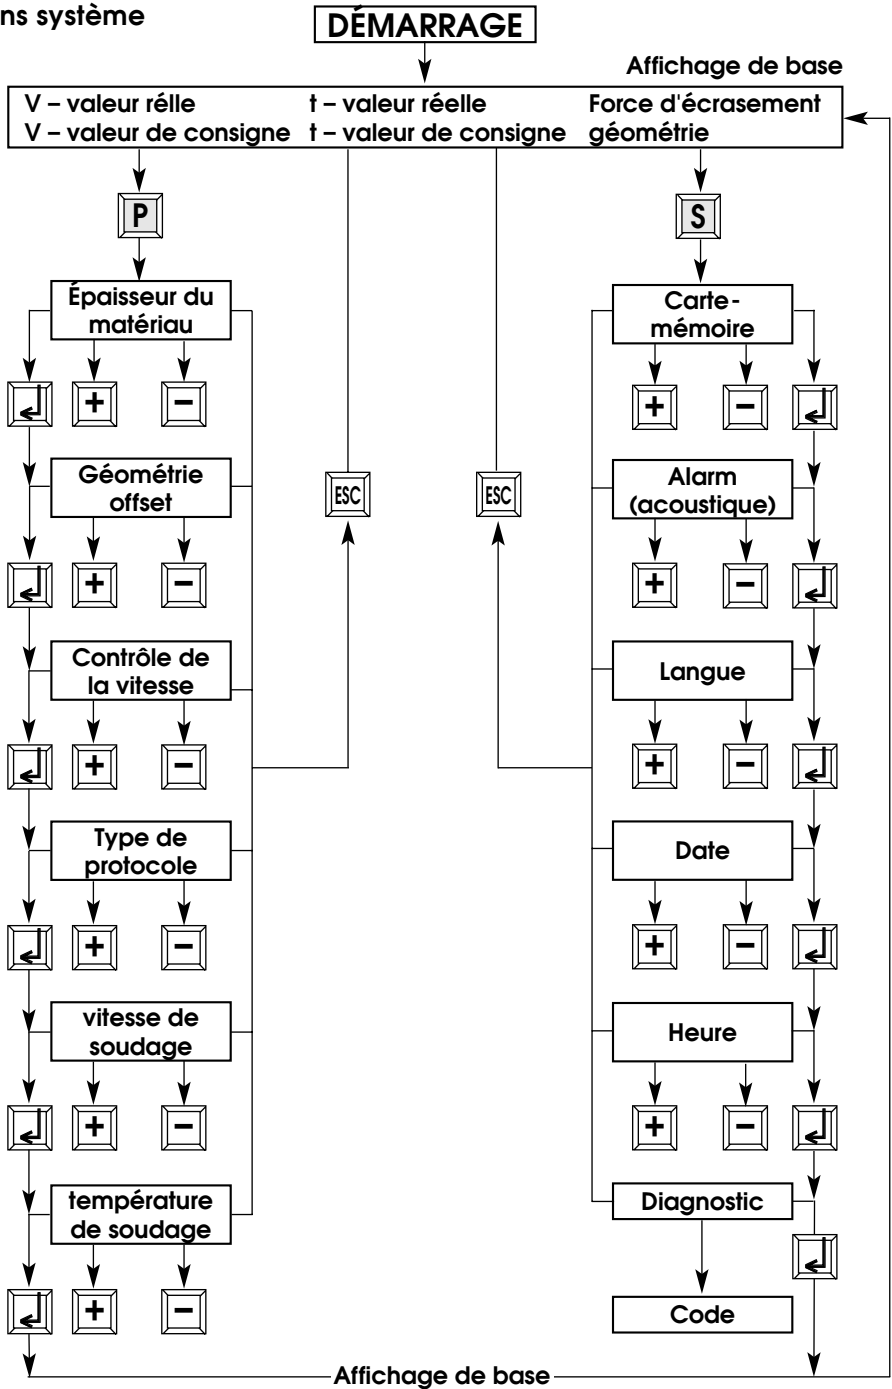 ns système
DÉMARRAGE
Affichage de base
V – valeur rélle t – valeur réelle Force d'écrasement
V – valeur de consigne t – valeur de consigne géométrie
P
S
Épaisseur du
matériau
+ −
Géométrie
offset
+ −
Contrôle de
la vitesse
+ −
Type de
protocole
+ −
vitesse de
soudage
+ −
température
de soudage
+ −
ESC
ESC
Carte-
mémoire
+ −
Alarm
(acoustique)
+ −
Langue
+ −
Date
+ −
Heure
+ −
Diagnostic
Code
Affichage de base